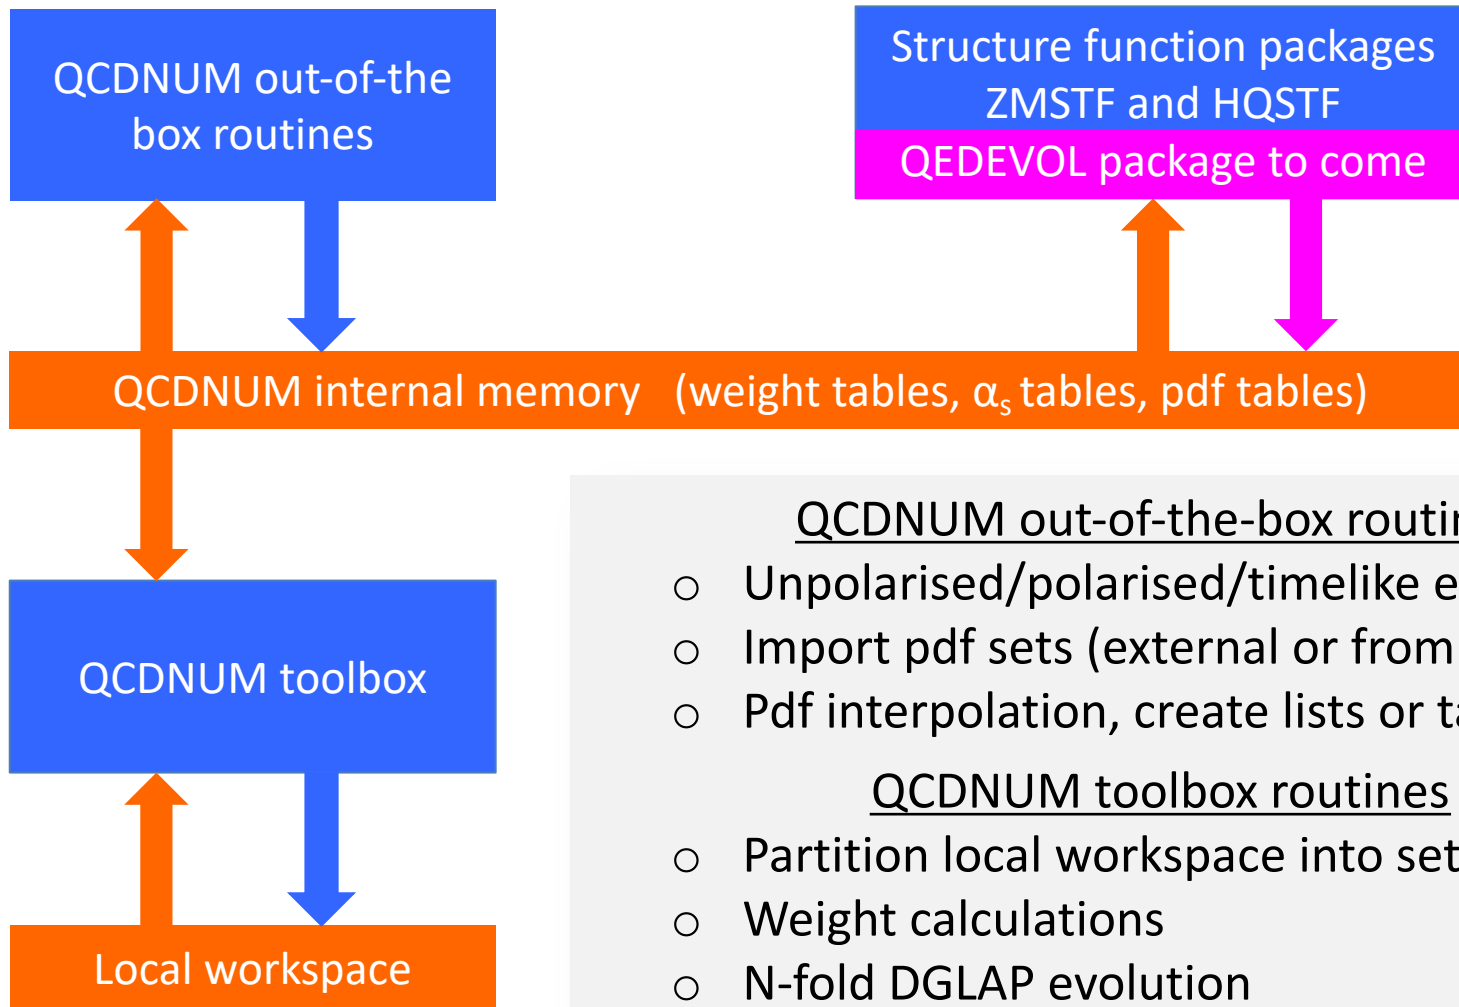 QCDNUM out-of-the
box routines
Structure function packages
ZMSTF and HQSTF
QEDEVOL package to come
QCDNUM internal memory (weight tables, αs tables, pdf tables)
QCDNUM toolbox
Local workspace
QCDNUM out-of-the-box
Unpolarised/polarised/timelike
Import pdf sets (external or from
Pdf interpolation, create lists or
QCDNUM toolbox routines
Partition local workspace into
Weight calculations
N-fold DGLAP evolution